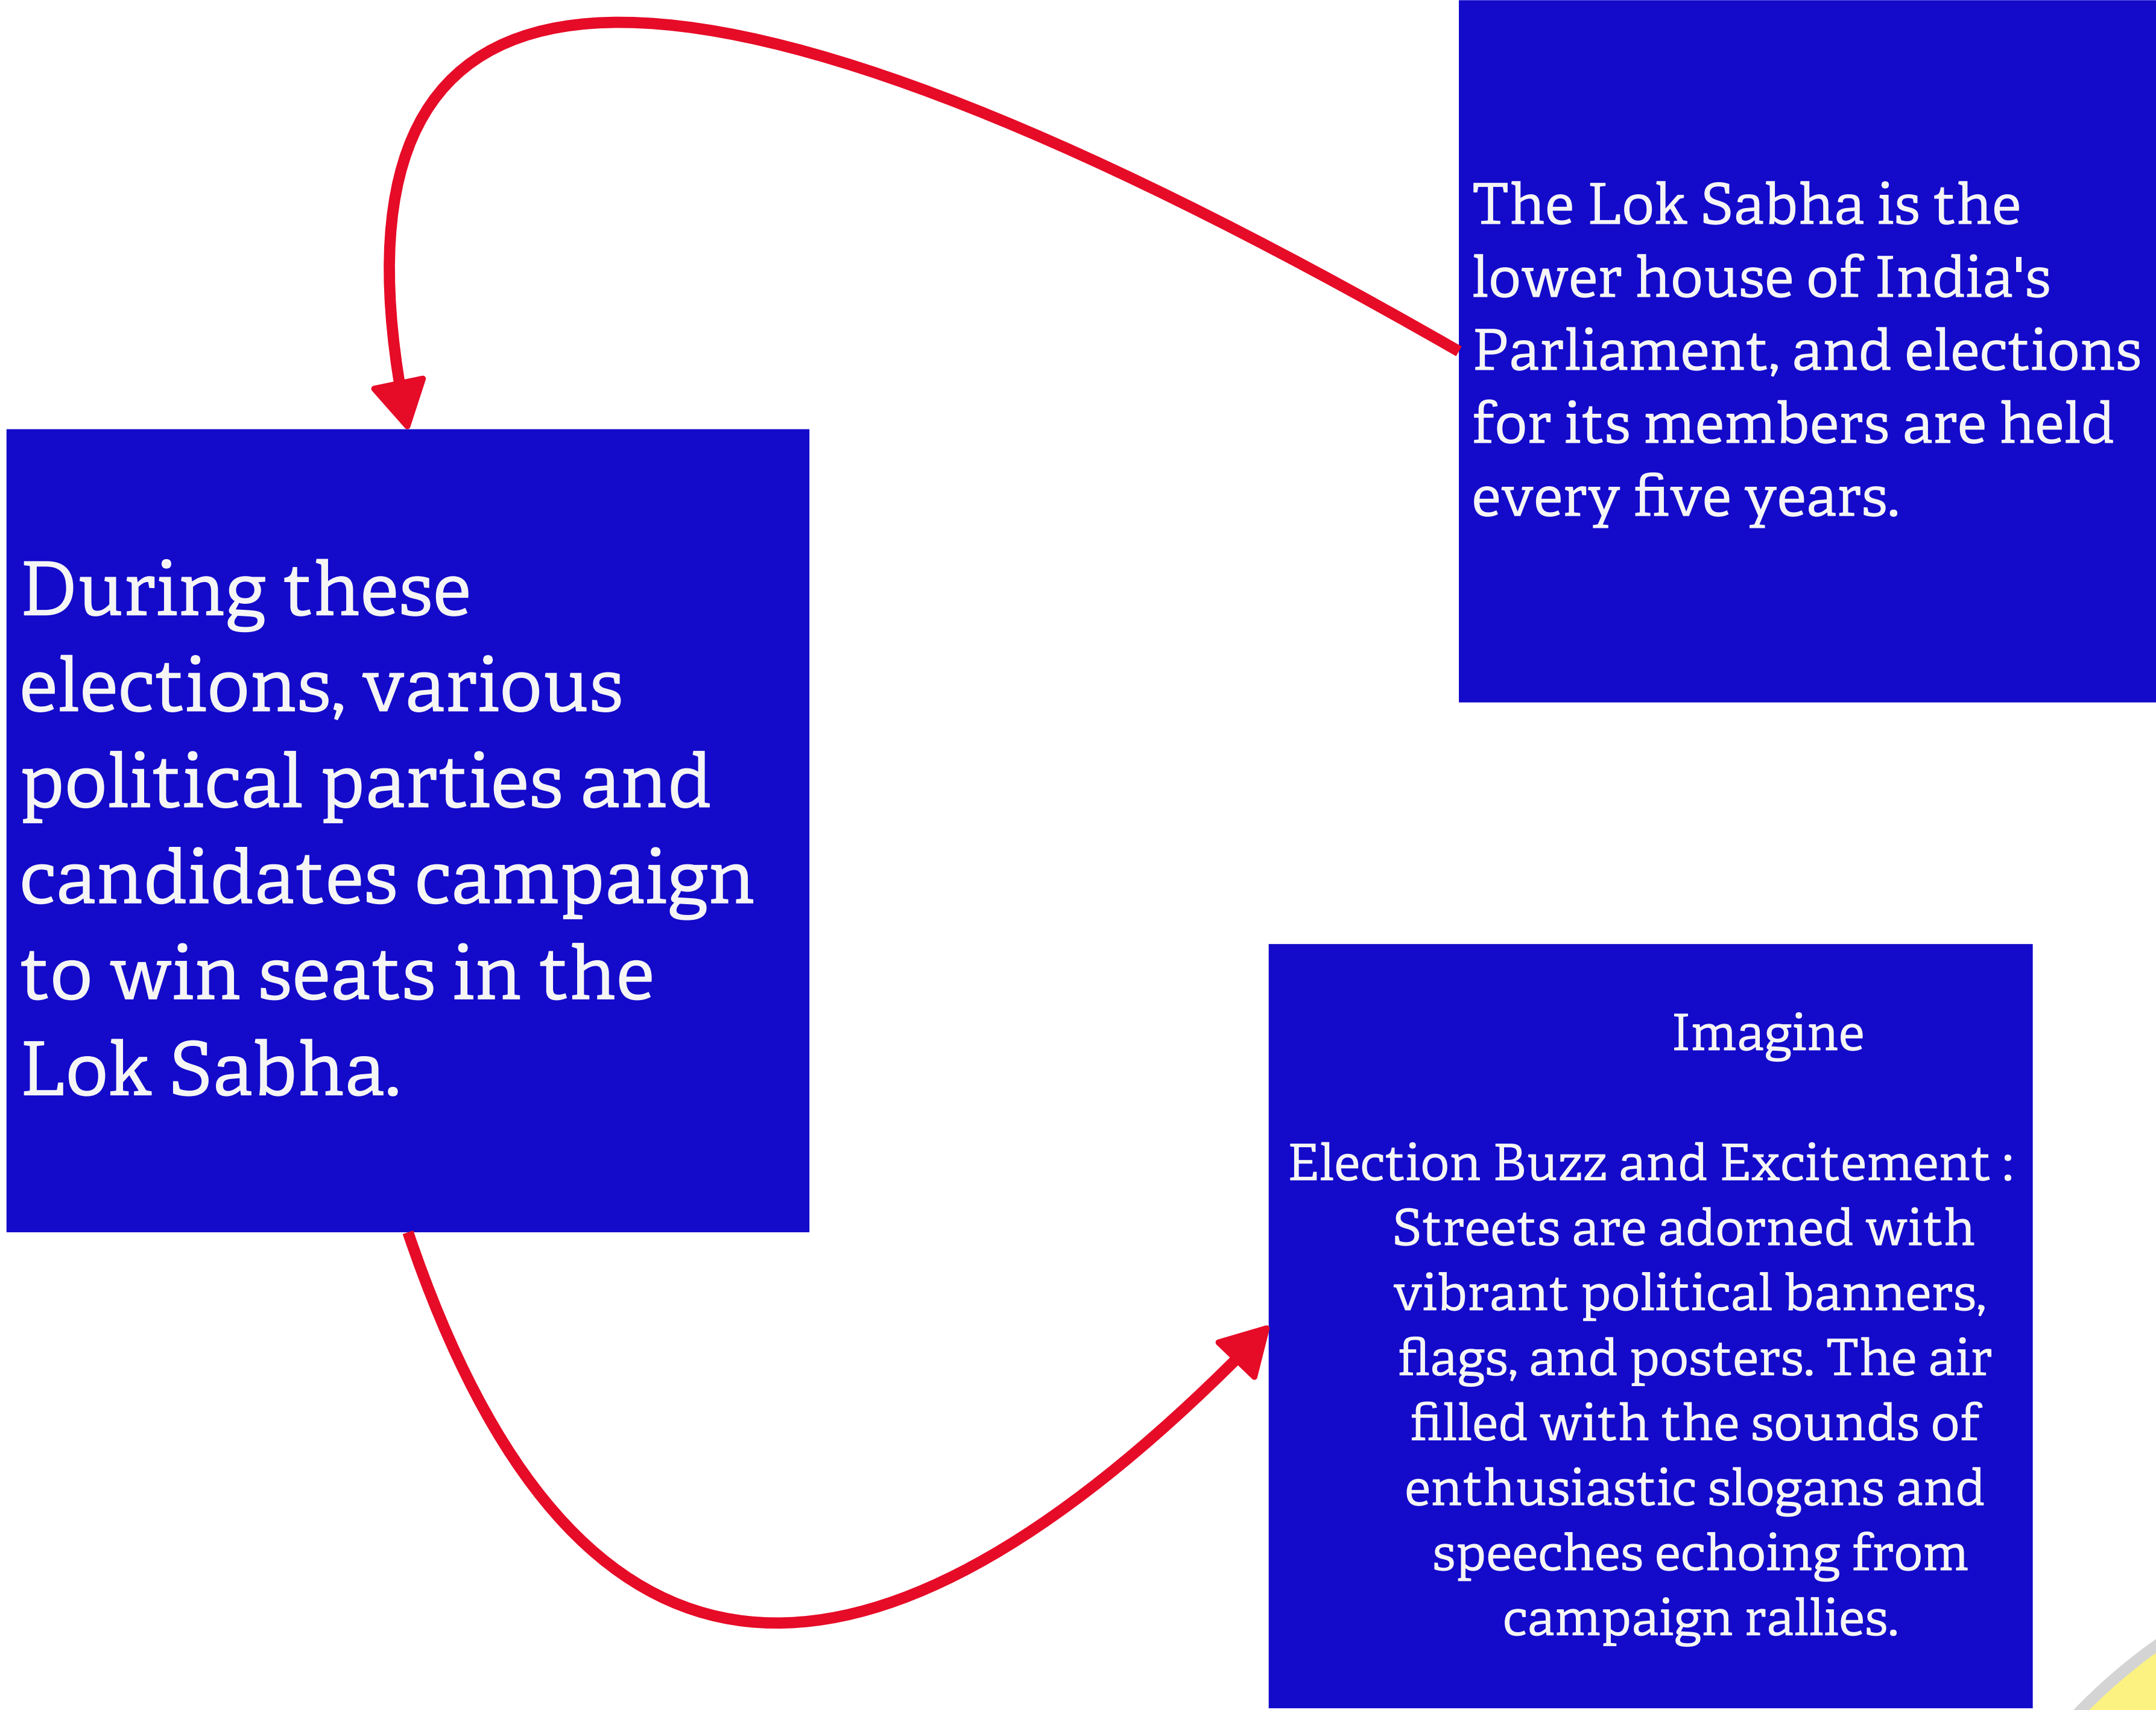 The Lok Sabha is the
lower house of India's
Parliament, and elections
for its members are held
every five years.
During these
elections, various
political parties and
candidates campaign
to win seats in the
Lok Sabha.
Imagine
Election Buzz and Excitement :
Streets are adorned with
vibrant political banners,
flags, and posters. The air
filled with the sounds of
enthusiastic slogans and
speeches echoing from
campaign rallies.